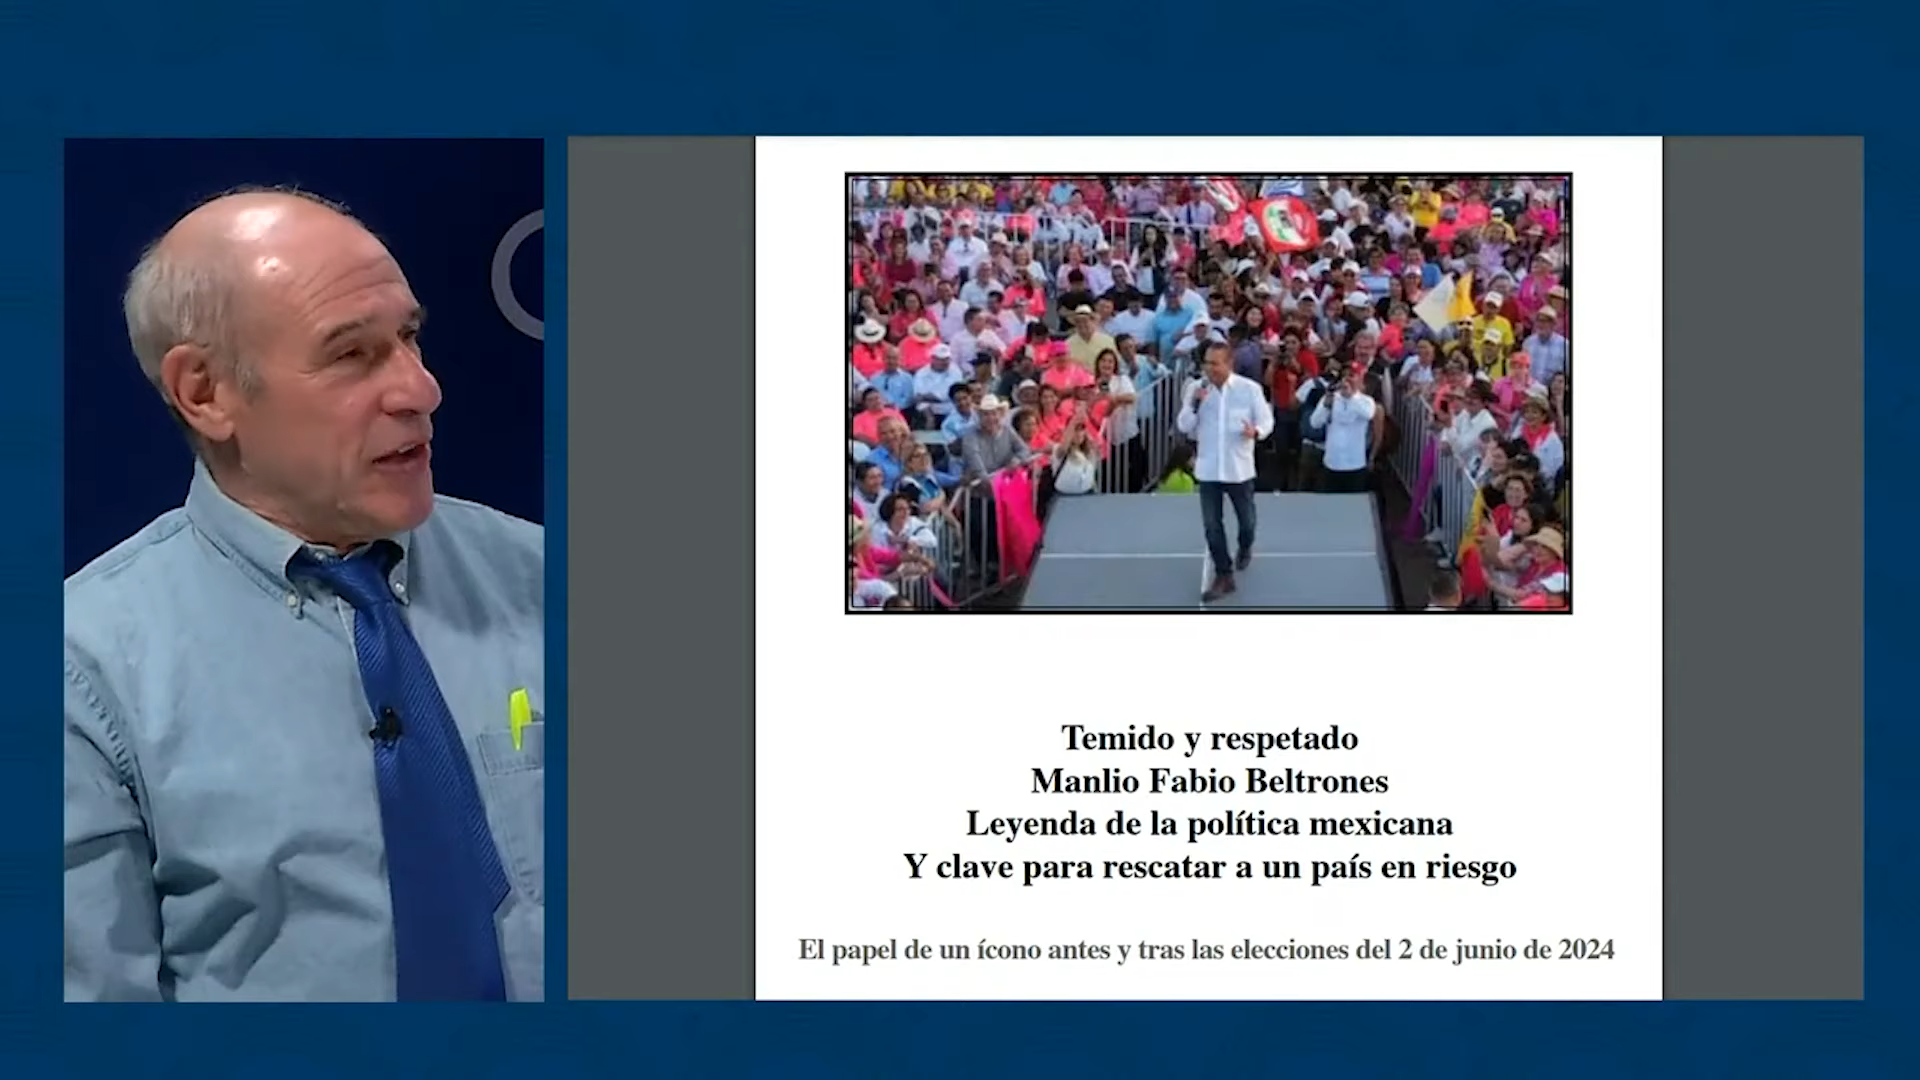 Temido y respetado
Manlio Fabio Beltrones
Leyenda de la política mexicana
Y clave para rescatar a un país en riesgo
El papel de un ícono antes y tras las elecciones del 2 de junio de 2024